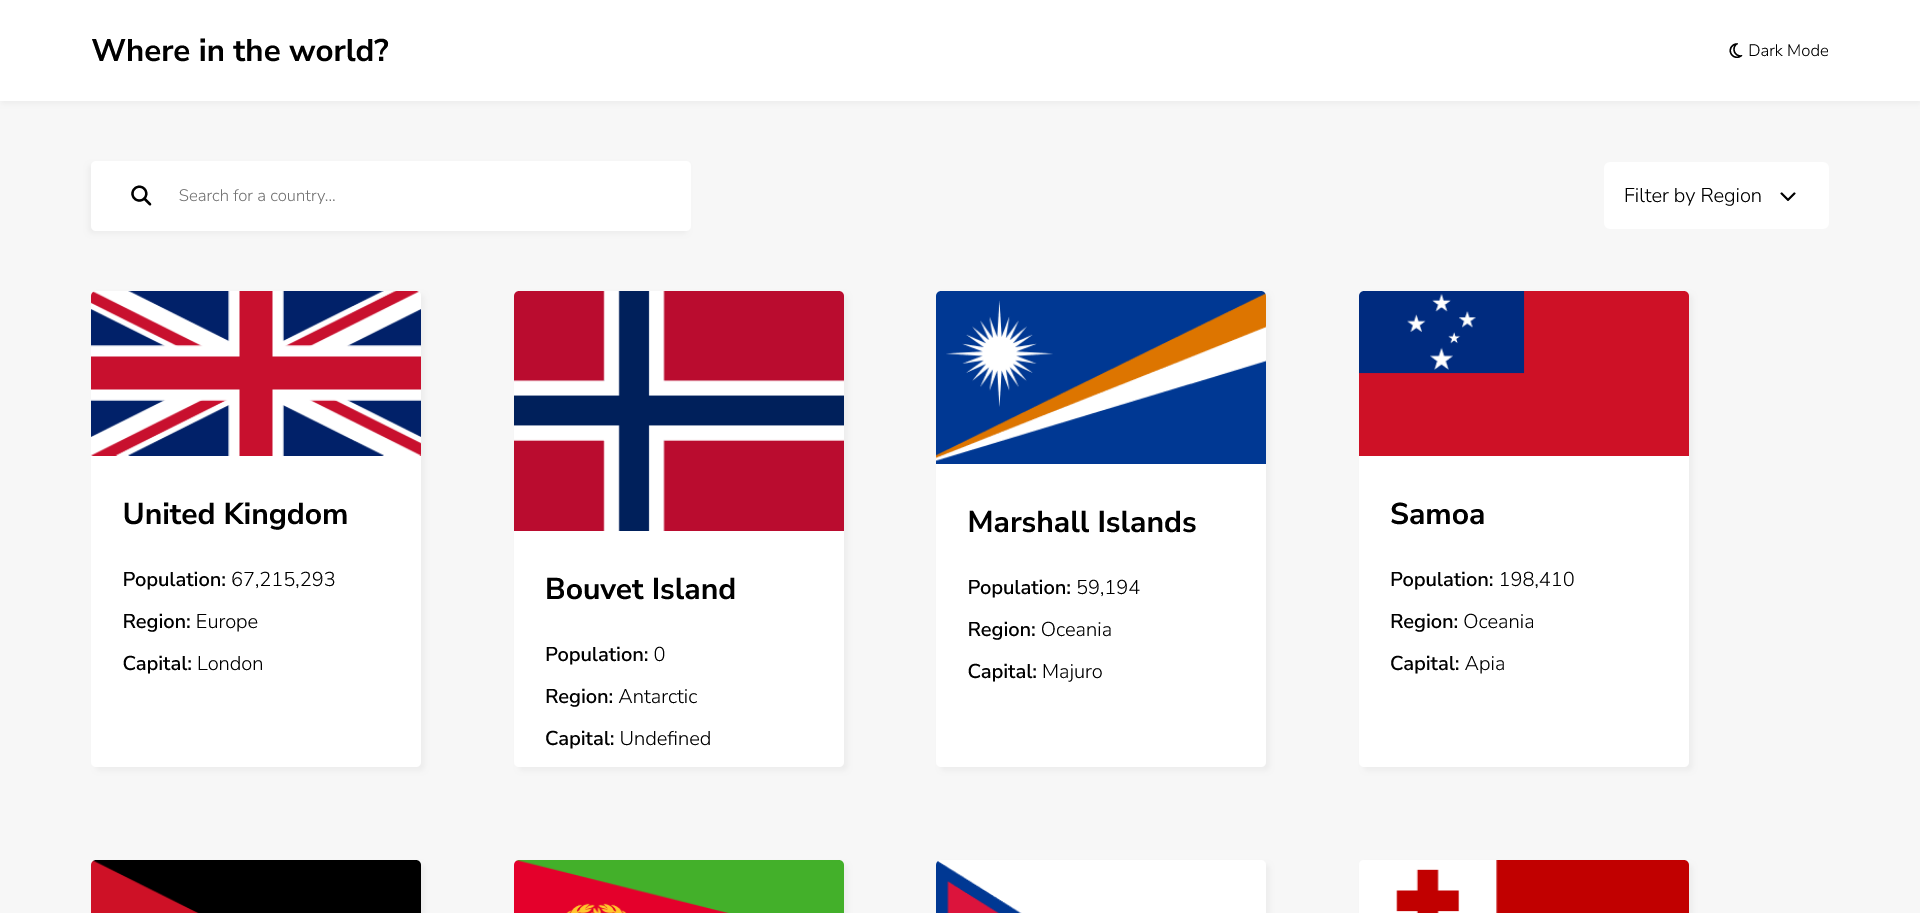 Where in the world?
Dark Mode
Search for a country...
Filter by Region
United Kingdom
Population: 67,215,293
Region: Europe
Capital: London
Bouvet Island
Population: 0
Region: Antarctic
Capital: Undefined
Marshall Islands
Population: 59,194
Region: Oceania
Capital: Majuro
Samoa
Population: 198,410
Region: Oceania
Capital: Apia